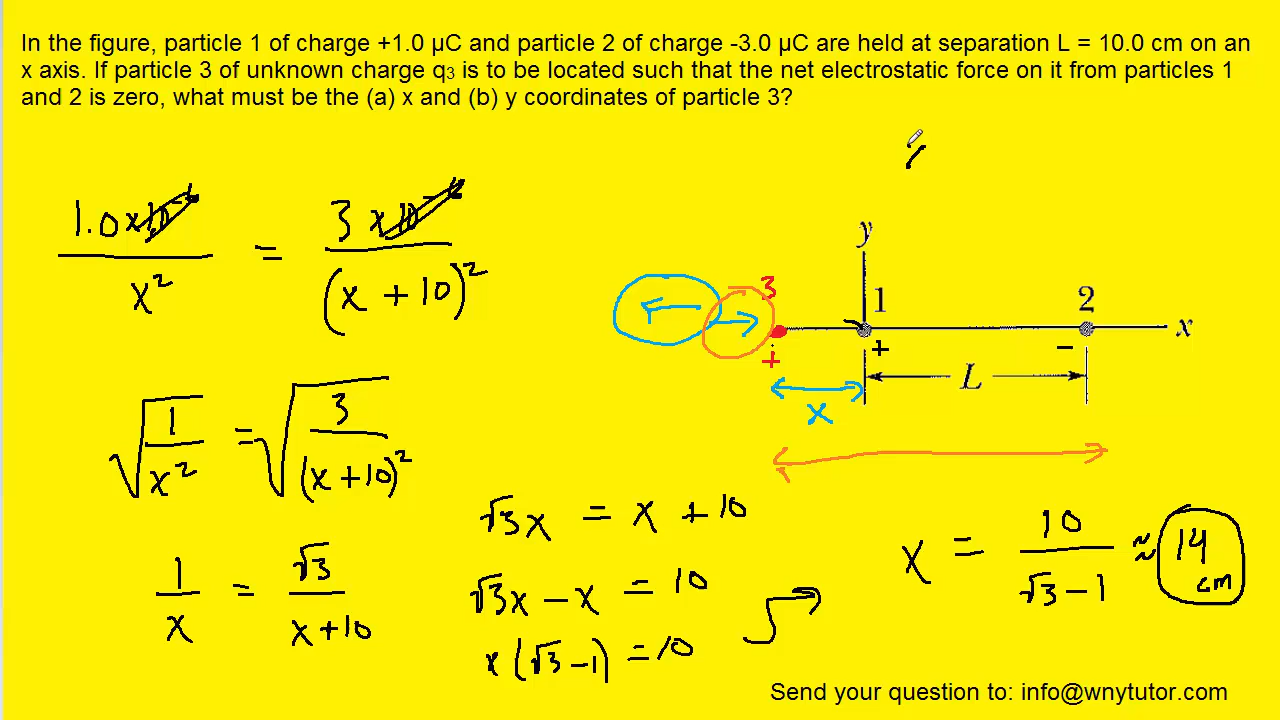 In the figure, particle 1 of charge +1.0 µC and particle 2 of charge -3.0 µC are held at separation L = 10.0 cm on an
x axis. If particle 3 of unknown charge q₃ is to be located such that the net electrostatic force on it from particles 1
and 2 is zero, what must be the (a) x and (b) y coordinates of particle 3?
1.0 x 10⁻⁶ / x² = 3 x 10⁻⁶ / (x + 10)²
√(1 / x²) = √(3 / (x + 10)²)
1 / x = √3 / (x + 10)
√3x = x + 10
√3x − x = 10
x(√3 − 1) = 10
x = 10 / (√3 − 1) ≈ 14 cm
y
3 1 2 x
+ + −
x L
Send your question to: info@wnytutor.com